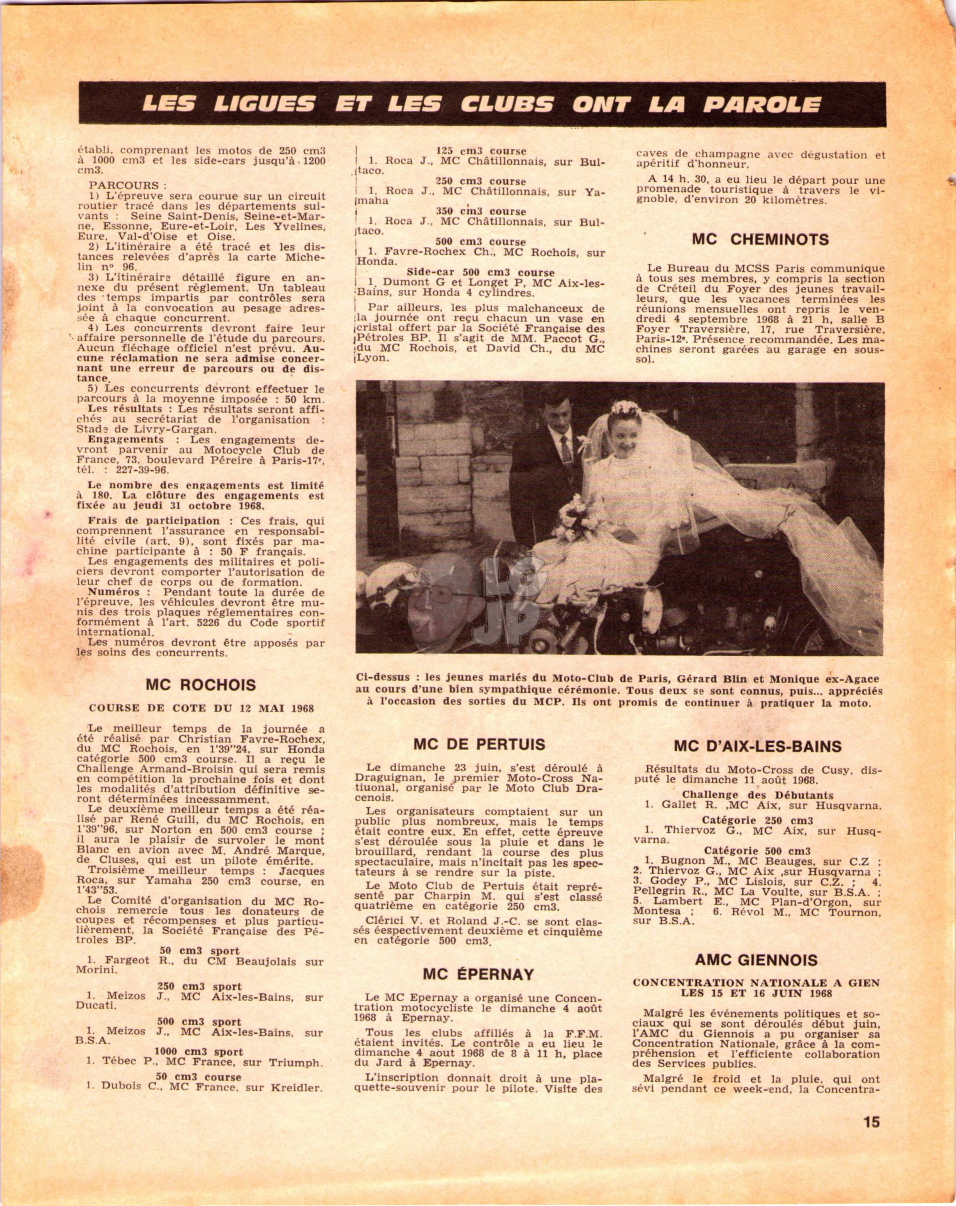 LES LIGUES ET LES CLUBS ONT LA PAROLE
établi. comprenant les motos de 250 cm3
à 1000 cm3 et les side-cars jusqu'à 1200
cm3.
PARCOURS :
1) L'épreuve sera courue sur un circuit
routier tracé dans les départements sui-
vants : Seine Saint-Denis, Seine-et-Mar-
ne, Essonne, Eure-et-Loir, Les Yvelines,
Eure, Val-d'Oise et Oise.
2) L'itinéraire a été tracé et les dis-
tances relevées d'après la carte Miche-
lin n° 96.
3) L'itinéraire détaillé figure en an-
nexe du présent règlement. Un tableau
des temps impartis par contrôles sera
joint à la convocation au pesage adres-
sée à chaque concurrent.
4) Les concurrents devront faire leur
affaire personnelle de l'étude du parcours.
Aucun fléchage officiel n'est prévu. Au-
cune réclamation ne sera admise concer-
nant une erreur de parcours ou de dis-
tance.
5) Les concurrents devront effectuer le
parcours à la moyenne imposée : 50 km.
Les résultats : Les résultats seront affi-
chés au secrétariat de l'organisation :
Stade de Livry-Gargan.
Engagements : Les engagements de-
vront parvenir au Motocycle Club de
France, 73, boulevard Péreire à Paris-17e,
tél. : 227-39-96.
Le nombre des engagements est limité
à 180. La clôture des engagements est
fixée au jeudi 31 octobre 1968.
Frais de participation : Ces frais, qui
comprennent l'assurance en responsabi-
lité civile (art. 9), sont fixés par ma-
chine participante à : 50 F français.
Les engagements des militaires et poli-
ciers devront comporter l'autorisation de
leur chef de corps ou de formation.
Numéros : Pendant toute la durée de
l'épreuve, les véhicules devront être mu-
nis des trois plaques réglementaires con-
formément à l'art. 5226 du Code sportif
international.
Les numéros devront être apposés par
les soins des concurrents.
MC ROCHOIS
COURSE DE COTE DU 12 MAI 1968
Le meilleur temps de la journée a
été réalisé par Christian Favre-Rochex,
du MC Rochois, en 1'39"24, sur Honda
catégorie 500 cm3 course. Il a reçu le
Challenge Armand-Broisin qui sera remis
en compétition la prochaine fois et dont
les modalités d'attribution définitive se-
ront déterminées incessamment.
Le deuxième meilleur temps a été réa-
lisé par René Guili, du MC Rochois, en
1'39"96, sur Norton en 500 cm3 course ;
il aura le plaisir de survoler le mont
Blanc en avion avec M. André Marque,
de Cluses, qui est un pilote émérite.
Troisième meilleur temps : Jacques
Roca, sur Yamaha 250 cm3 course, en
1'43"53.
Le Comité d'organisation du MC Ro-
chois remercie tous les donateurs de
coupes et récompenses et plus particu-
lièrement, la Société Française des Pé-
troles BP.
50 cm3 sport
1. Fargeot R., du CM Beaujolais sur
Morini.
250 cm3 sport
1. Meizos J., MC Aix-les-Bains, sur
Ducati.
500 cm3 sport
1. Meizos J., MC Aix-les-Bains, sur
B.S.A.
1000 cm3 sport
1. Tébec P., MC France, sur Triumph.
50 cm3 course
1. Dubois C., MC France, sur Kreidler.
125 cm3 course
1. Roca J., MC Châtillonnais, sur Bul-
taco.
250 cm3 course
1. Roca J., MC Châtillonnais, sur Ya-
maha
350 cm3 course
1. Roca J., MC Châtillonnais, sur Bul-
taco.
500 cm3 course
1. Favre-Rochex Ch., MC Rochois, sur
Honda.
Side-car 500 cm3 course
1. Dumont G et Longet P, MC Aix-les-
Bains, sur Honda 4 cylindres.
Par ailleurs, les plus malchanceux de
la journée ont reçu chacun un vase en
cristal offert par la Société Française des
Pétroles BP. Il s'agit de MM. Paccot G.,
du MC Rochois, et David Ch., du MC
Lyon.
caves de champagne avec dégustation et
apéritif d'honneur.
A 14 h. 30, a eu lieu le départ pour une
promenade touristique à travers le vi-
gnoble, d'environ 20 kilomètres.
MC CHEMINOTS
Le Bureau du MCSS Paris communique
à tous ses membres, y compris la section
de Créteil du Foyer des jeunes travail-
leurs, que les vacances terminées les
réunions mensuelles ont repris le ven-
dredi 4 septembre 1968 à 21 h, salle B
Foyer Traversière, 17, rue Traversière,
Paris-12e. Présence recommandée. Les ma-
chines seront garées au garage en sous-
sol.
LB
JP
Ci-dessus : les jeunes mariés du Moto-Club de Paris, Gérard Blin et Monique ex-Agace
au cours d'une bien sympathique cérémonie. Tous deux se sont connus, puis... appréciés
à l'occasion des sorties du MCP. Ils ont promis de continuer à pratiquer la moto.
MC DE PERTUIS
Le dimanche 23 juin, s'est déroulé à
Draguignan, le premier Moto-Cross Na-
tiuonal, organisé par le Moto Club Dra-
cenois.
Les organisateurs comptaient sur un
public plus nombreux, mais le temps
était contre eux. En effet, cette épreuve
s'est déroulée sous la pluie et dans le
brouillard, rendant la course des plus
spectaculaire, mais n'incitait pas les spec-
tateurs à se rendre sur la piste.
Le Moto Club de Pertuis était repré-
senté par Charpin M. qui s'est classé
quatrième en catégorie 250 cm3.
Clérici V. et Roland J.-C. se sont clas-
sés éespectivement deuxième et cinquième
en catégorie 500 cm3.
MC ÉPERNAY
Le MC Epernay a organisé une Concen-
tration motocycliste le dimanche 4 août
1968 à Epernay.
Tous les clubs affiliés à la F.F.M.
étaient invités. Le contrôle a eu lieu le
dimanche 4 aout 1968 de 8 à 11 h, place
du Jard à Epernay.
L'inscription donnait droit à une pla-
quette-souvenir pour le pilote. Visite des
MC D'AIX-LES-BAINS
Résultats du Moto-Cross de Cusy, dis-
puté le dimanche 11 août 1968.
Challenge des Débutants
1. Gallet R. ,MC Aix, sur Husqvarna.
Catégorie 250 cm3
1. Thiervoz G., MC Aix, sur Husq-
varna.
Catégorie 500 cm3
1. Bugnon M., MC Beauges, sur C.Z ;
2. Thiervoz G., MC Aix ,sur Husqvarna ;
3. Godey P., MC Lislois, sur C.Z. ; 4.
Pellegrin R., MC La Voulte, sur B.S.A. ;
5. Lambert E., MC Plan-d'Orgon, sur
Montesa ; 6. Révol M., MC Tournon,
sur B.S.A.
AMC GIENNOIS
CONCENTRATION NATIONALE A GIEN
LES 15 ET 16 JUIN 1968
Malgré les événements politiques et so-
ciaux qui se sont déroulés début juin,
l'AMC du Giennois a pu organiser sa
Concentration Nationale, grâce à la com-
préhension et l'efficiente collaboration
des Services publics.
Malgré le froid et la pluie, qui ont
sévi pendant ce week-end, la Concentra-
15